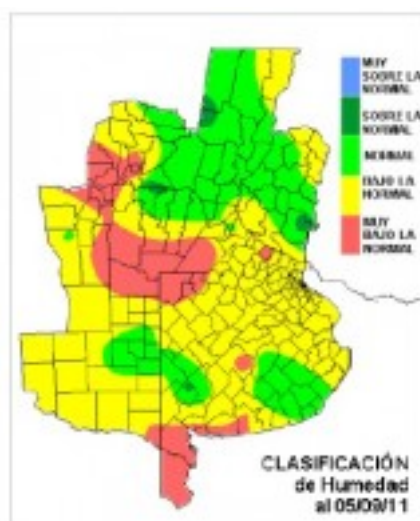 MUY
SOBRE LA
NORMAL
SOBRE LA
NORMAL
NORMAL
BAJO LA
NORMAL
MUY
BAJO LA
NORMAL
CLASIFICACIÓN
de Humedad
al 05/09/11